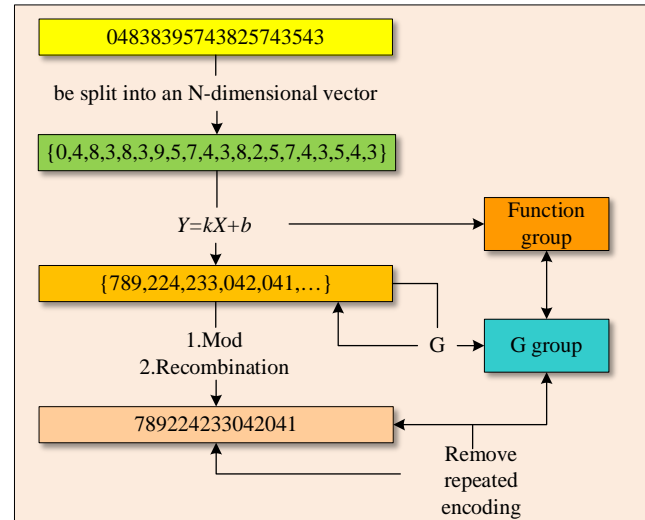 04838395743825743543
be split into an N-dimensional vector
{0,4,8,3,8,3,9,5,7,4,3,8,2,5,7,4,3,5,4,3}
Y=kX+b
Function
group
{789,224,233,042,041,…}
1.Mod
2.Recombination
G
G group
789224233042041
Remove
repeated
encoding